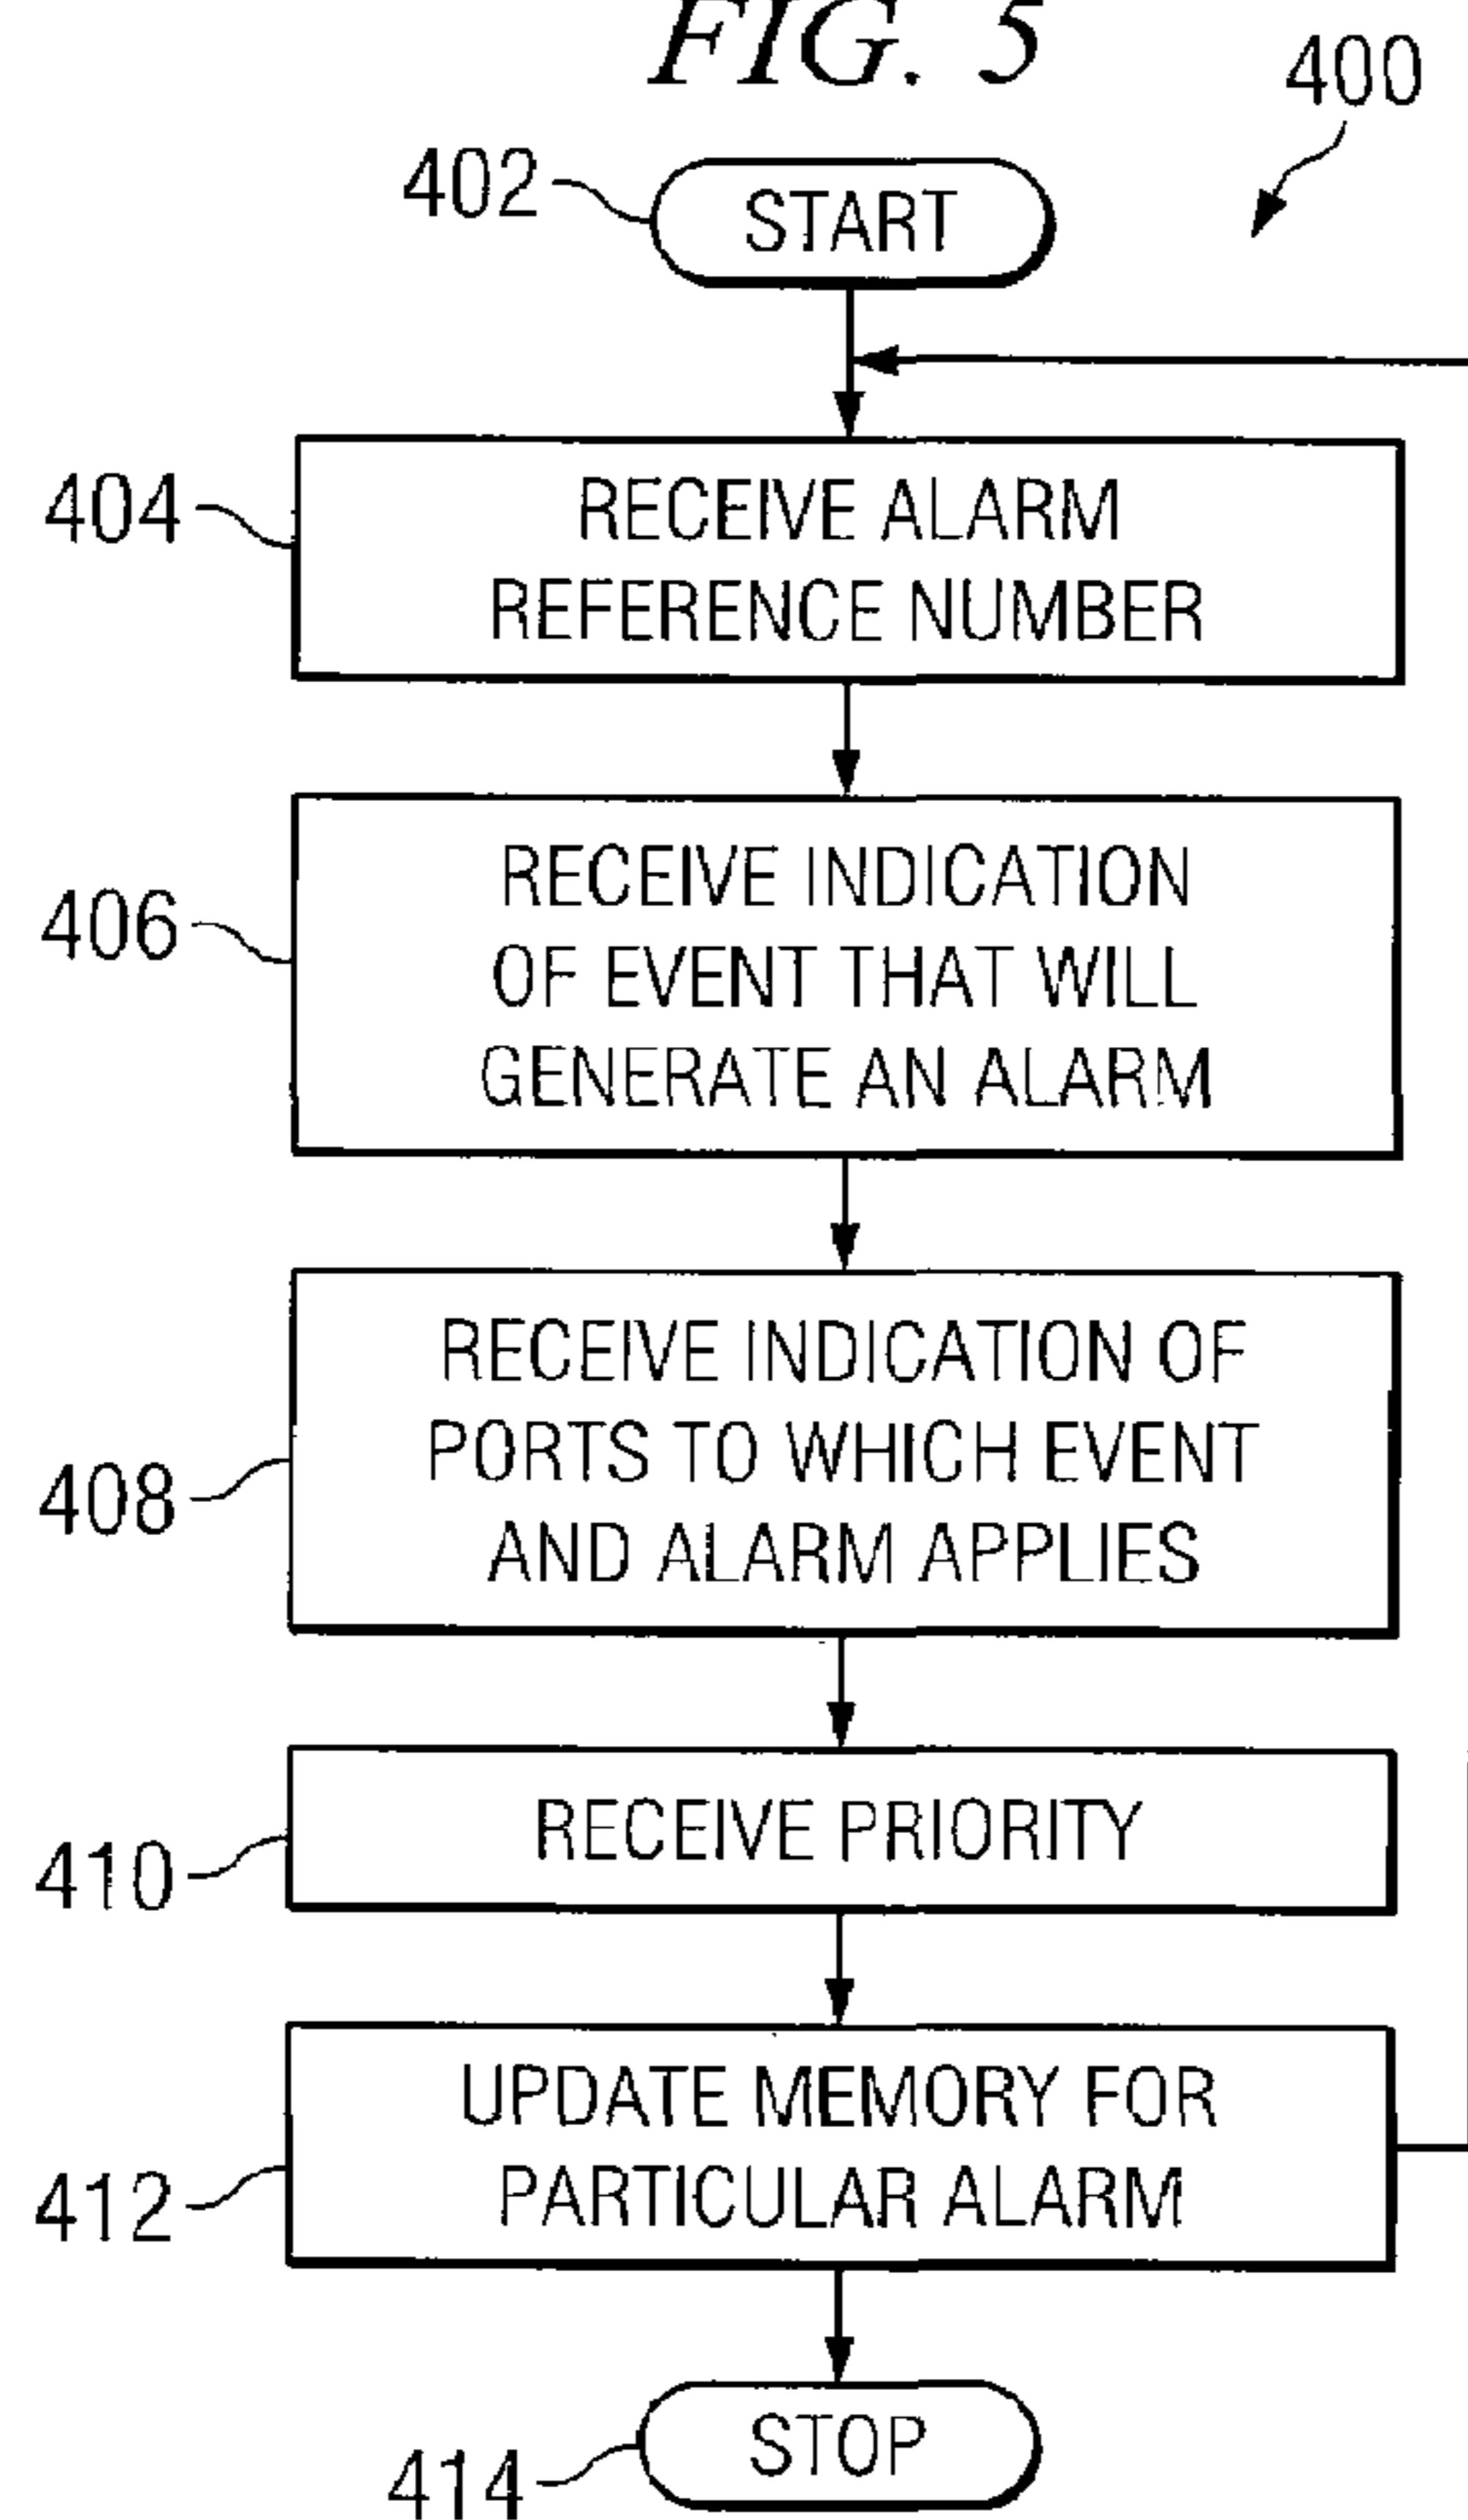 FIG. 5
400
402
START
404
RECEIVE ALARM
REFERENCE NUMBER
406
RECEIVE INDICATION
OF EVENT THAT WILL
GENERATE AN ALARM
408
RECEIVE INDICATION OF
PORTS TO WHICH EVENT
AND ALARM APPLIES
410
RECEIVE PRIORITY
412
UPDATE MEMORY FOR
PARTICULAR ALARM
414
STOP